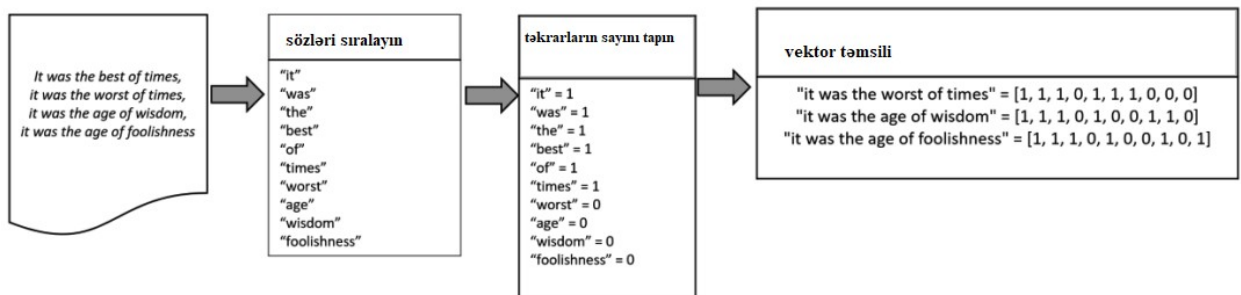 It was the best of times,
it was the worst of times,
it was the age of wisdom,
it was the age of foolishness
sözləri sıralayın
"it"
"was"
"the"
"best"
"of"
"times"
"worst"
"age"
"wisdom"
"foolishness"
təkrarların sayını tapın
"it" = 1
"was" = 1
"the" = 1
"best" = 1
"of" = 1
"times" = 1
"worst" = 0
"age" = 0
"wisdom" = 0
"foolishness" = 0
vektor təmsili
"it was the worst of times" = [1, 1, 1, 0, 1, 1, 1, 0, 0, 0]
"it was the age of wisdom" = [1, 1, 1, 0, 1, 0, 0, 1, 1, 0]
"it was the age of foolishness" = [1, 1, 1, 0, 1, 0, 0, 1, 0, 1]